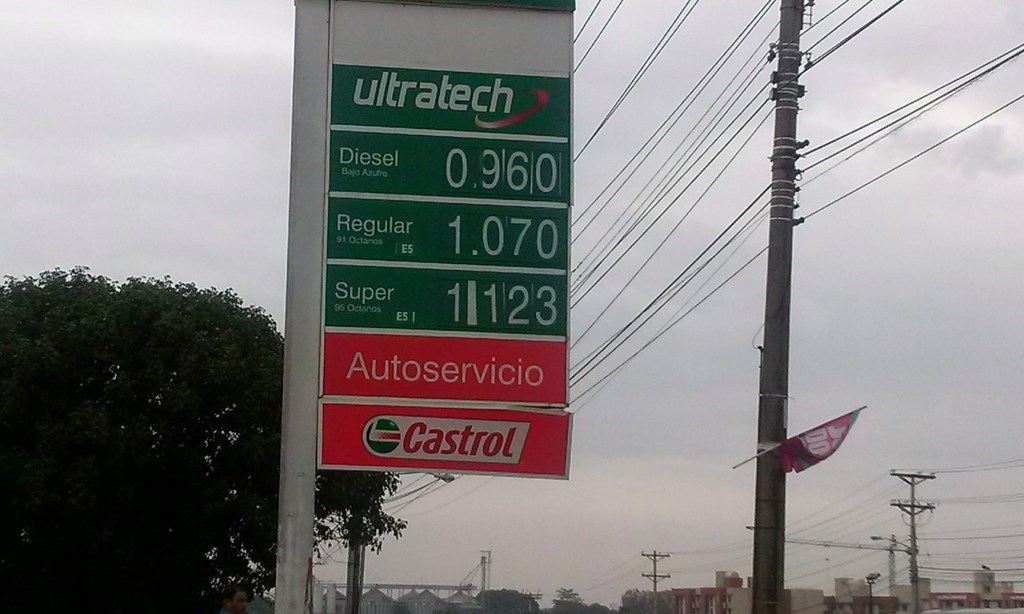 ultratech
Diesel 0.960
Bajo Azufre
Regular 1.070
91 Octanos E5
Super 1.123
95 Octanos E5
Autoservicio
Castrol